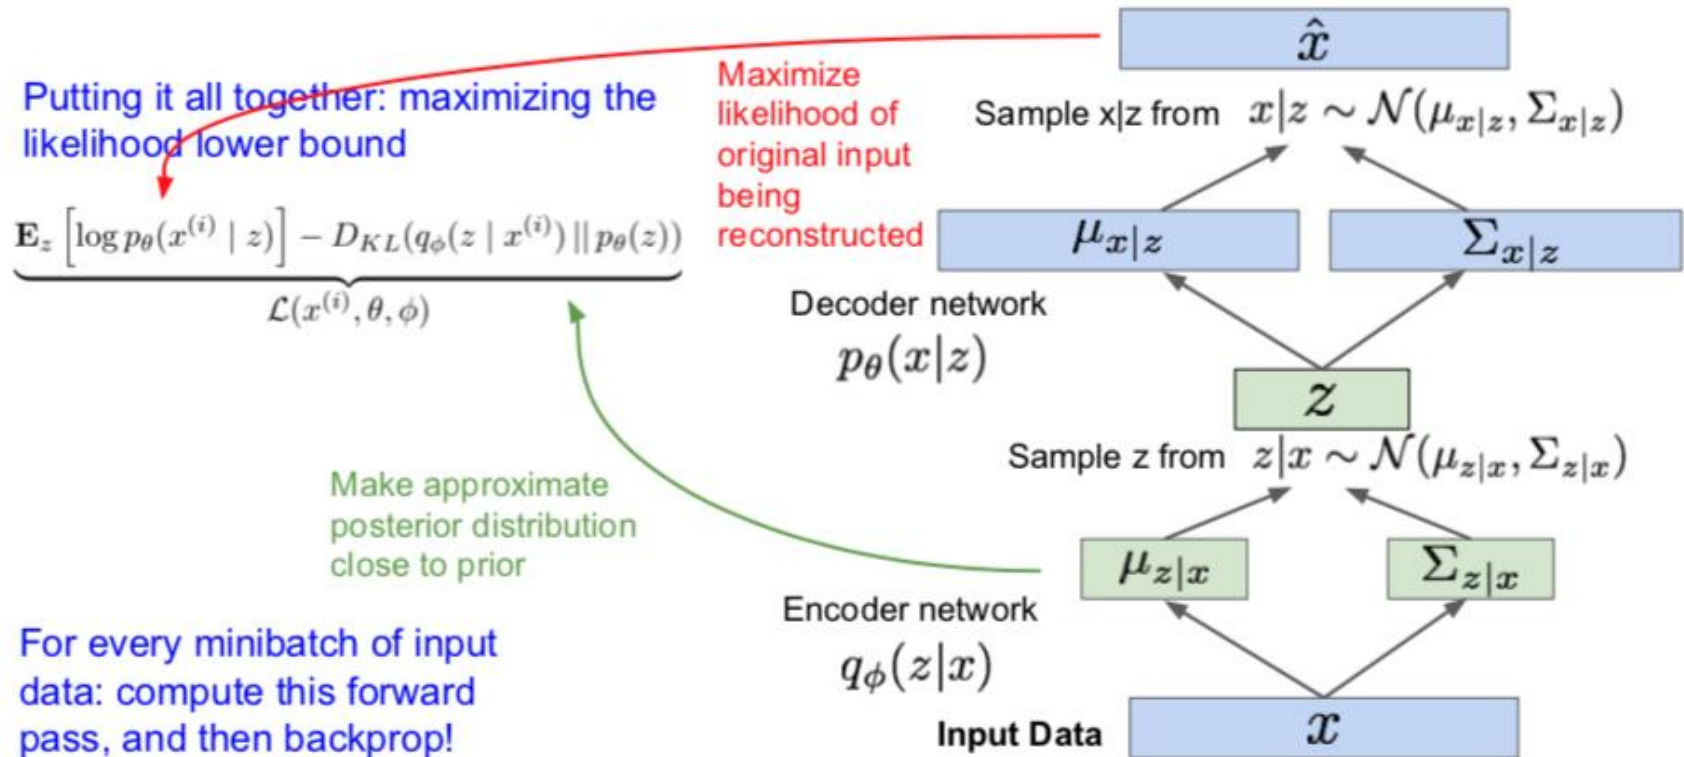 Putting it all together: maximizing the
likelihood lower bound
E_z [log p_θ(x^{(i)} | z)] − D_{KL}(q_ϕ(z | x^{(i)}) || p_θ(z))
ℒ(x^{(i)}, θ, ϕ)
Maximize
likelihood of
original input
being
reconstructed
x̂
Sample x|z from x|z ∼ 𝒩(μ_{x|z}, Σ_{x|z})
μ_{x|z} Σ_{x|z}
Decoder network
p_θ(x|z)
z
Sample z from z|x ∼ 𝒩(μ_{z|x}, Σ_{z|x})
Make approximate
posterior distribution
close to prior
μ_{z|x} Σ_{z|x}
Encoder network
q_ϕ(z|x)
Input Data x
For every minibatch of input
data: compute this forward
pass, and then backprop!